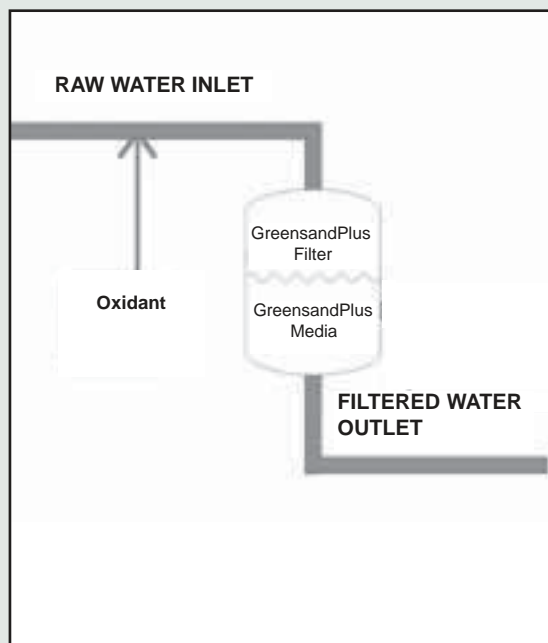 RAW WATER INLET
GreensandPlus
Filter
Oxidant
GreensandPlus
Media
FILTERED WATER
OUTLET